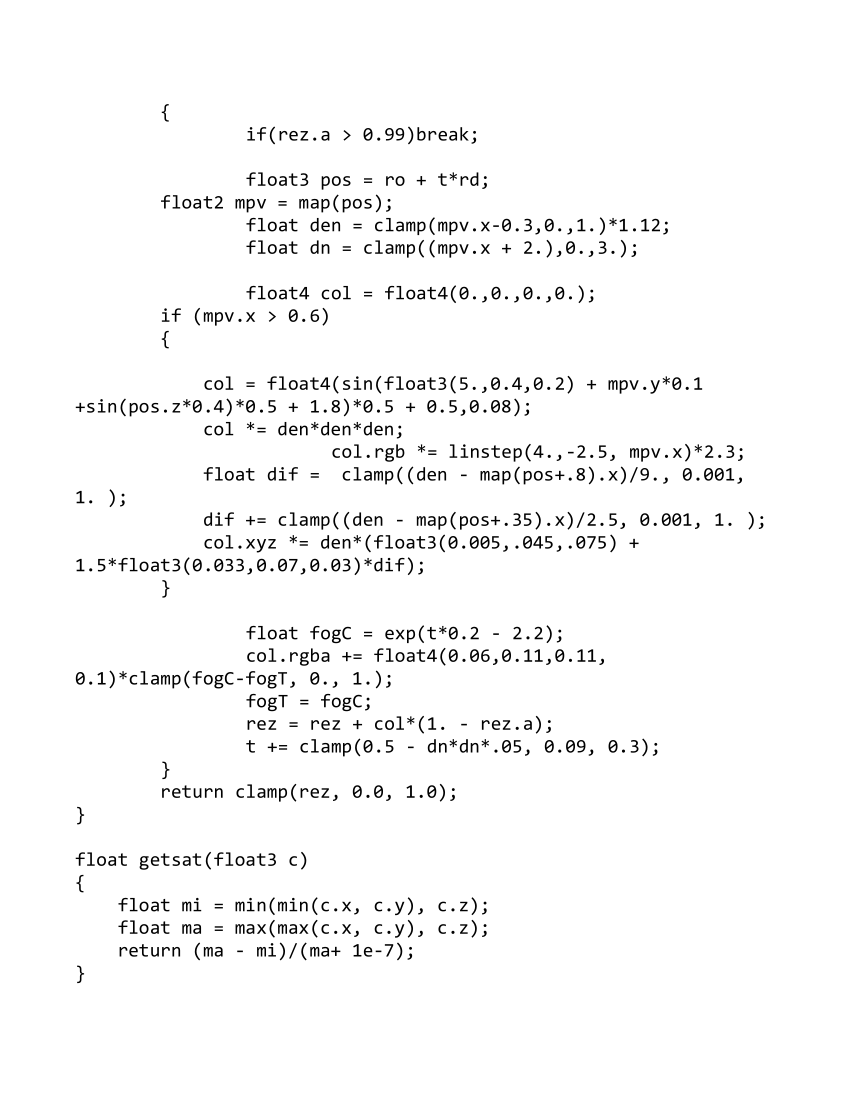 {
if(rez.a > 0.99)break;
float3 pos = ro + t*rd;
float2 mpv = map(pos);
float den = clamp(mpv.x-0.3,0.,1.)*1.12;
float dn = clamp((mpv.x + 2.),0.,3.);
float4 col = float4(0.,0.,0.,0.);
if (mpv.x > 0.6)
{
col = float4(sin(float3(5.,0.4,0.2) + mpv.y*0.1
+sin(pos.z*0.4)*0.5 + 1.8)*0.5 + 0.5,0.08);
col *= den*den*den;
col.rgb *= linstep(4.,-2.5, mpv.x)*2.3;
float dif =  clamp((den - map(pos+.8).x)/9., 0.001,
1. );
dif += clamp((den - map(pos+.35).x)/2.5, 0.001, 1. );
col.xyz *= den*(float3(0.005,.045,.075) +
1.5*float3(0.033,0.07,0.03)*dif);
}
float fogC = exp(t*0.2 - 2.2);
col.rgba += float4(0.06,0.11,0.11,
0.1)*clamp(fogC-fogT, 0., 1.);
fogT = fogC;
rez = rez + col*(1. - rez.a);
t += clamp(0.5 - dn*dn*.05, 0.09, 0.3);
}
return clamp(rez, 0.0, 1.0);
}
float getsat(float3 c)
{
float mi = min(min(c.x, c.y), c.z);
float ma = max(max(c.x, c.y), c.z);
return (ma - mi)/(ma+ 1e-7);
}